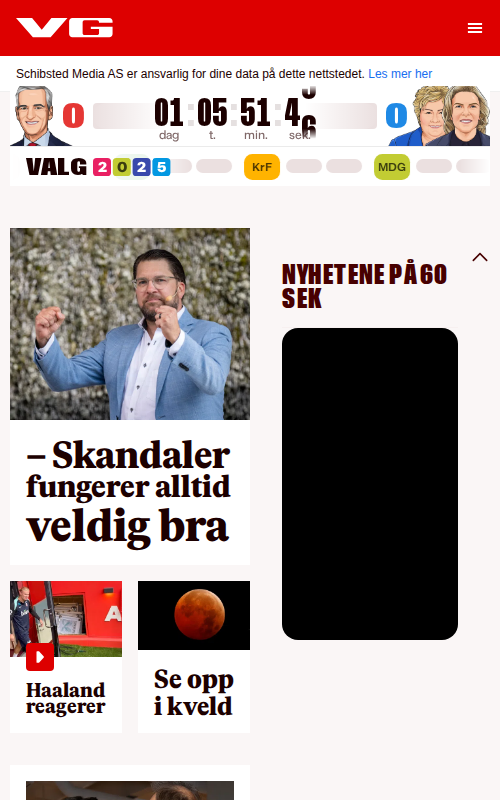 VG
Schibsted Media AS er ansvarlig for dine data på dette nettstedet. Les mer her
0
01:05:51:4
0
dag t. min. sek.
VALG 2025
KrF
MDG
– Skandaler
fungerer alltid
veldig bra
NYHETENE PÅ 60
SEK
Haaland
reagerer
Se opp
i kveld